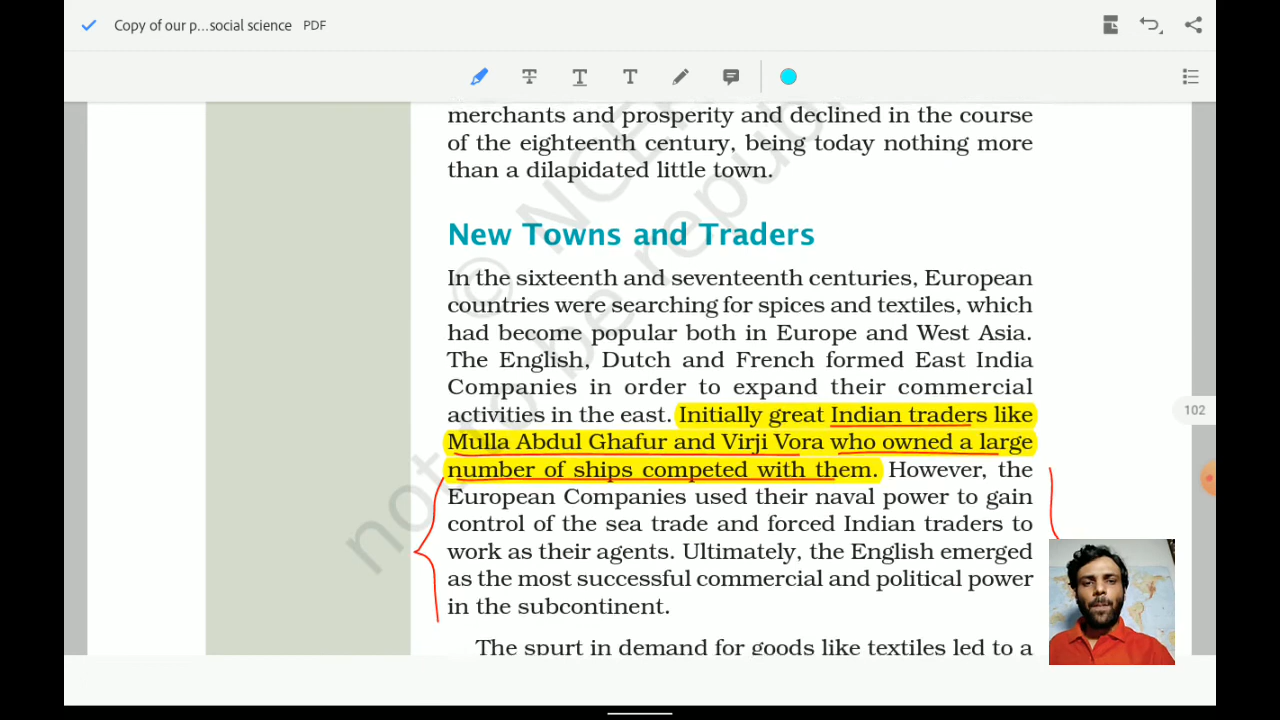 Copy of our p...social science PDF
merchants and prosperity and declined in the course
of the eighteenth century, being today nothing more
than a dilapidated little town.
New Towns and Traders
In the sixteenth and seventeenth centuries, European
countries were searching for spices and textiles, which
had become popular both in Europe and West Asia.
The English, Dutch and French formed East India
Companies in order to expand their commercial
activities in the east. Initially great Indian traders like
Mulla Abdul Ghafur and Virji Vora who owned a large
number of ships competed with them. However, the
European Companies used their naval power to gain
control of the sea trade and forced Indian traders to
work as their agents. Ultimately, the English emerged
as the most successful commercial and political power
in the subcontinent.
The spurt in demand for goods like textiles led to a
102
© NCER
not to be republ